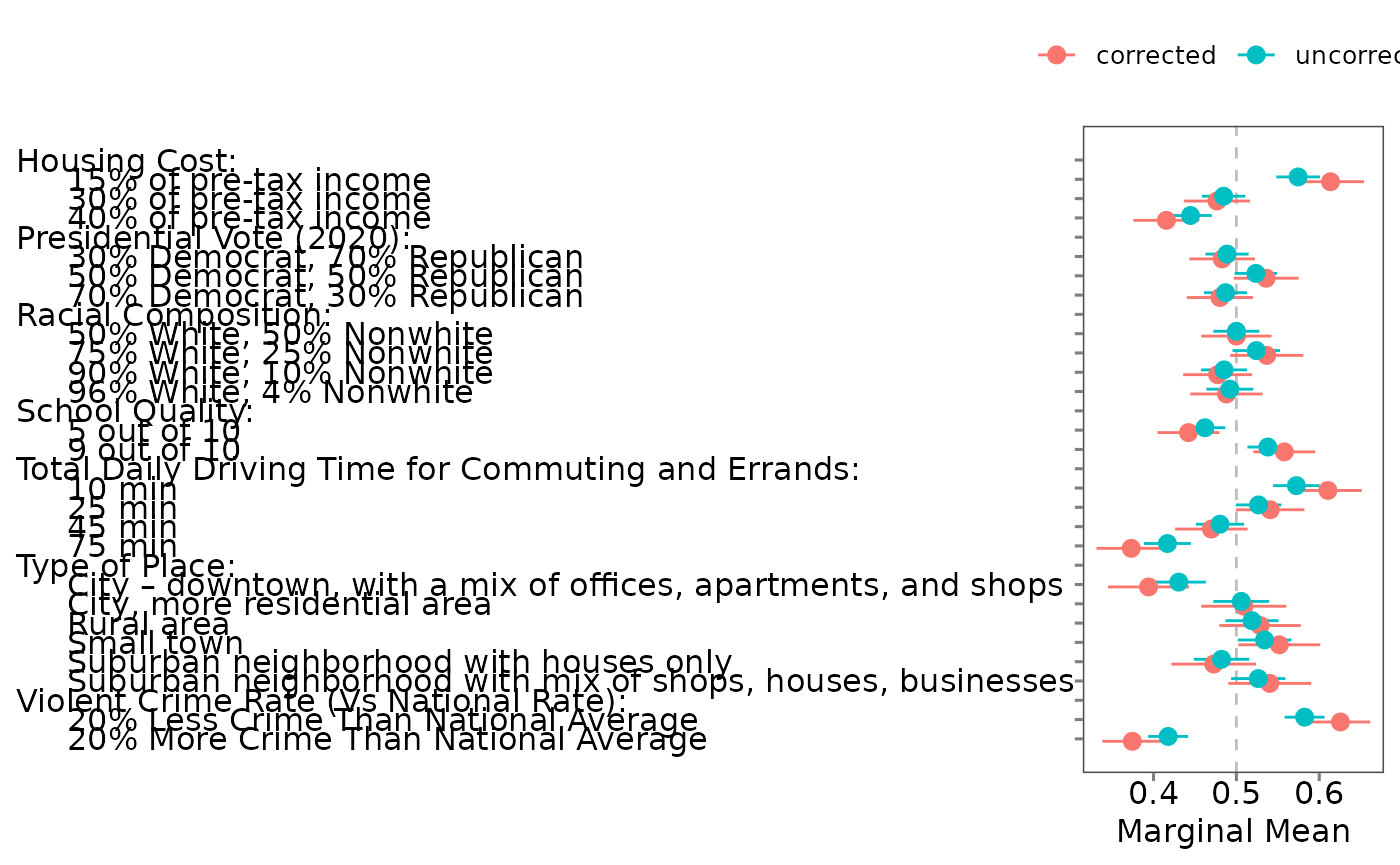 corrected uncorrec
Housing Cost:
15% of pre-tax income
30% of pre-tax income
40% of pre-tax income
Presidential Vote (2020):
30% Democrat, 70% Republican
50% Democrat, 50% Republican
70% Democrat, 30% Republican
Racial Composition:
50% White, 50% Nonwhite
75% White, 25% Nonwhite
90% White, 10% Nonwhite
96% White, 4% Nonwhite
School Quality:
5 out of 10
9 out of 10
Total Daily Driving Time for Commuting and Errands:
10 min
25 min
45 min
75 min
Type of Place:
City – downtown, with a mix of offices, apartments, and shops
City, more residential area
Rural area
Small town
Suburban neighborhood with houses only
Suburban neighborhood with mix of shops, houses, businesses
Violent Crime Rate (Vs National Rate):
20% Less Crime Than National Average
20% More Crime Than National Average
0.4 0.5 0.6
Marginal Mean